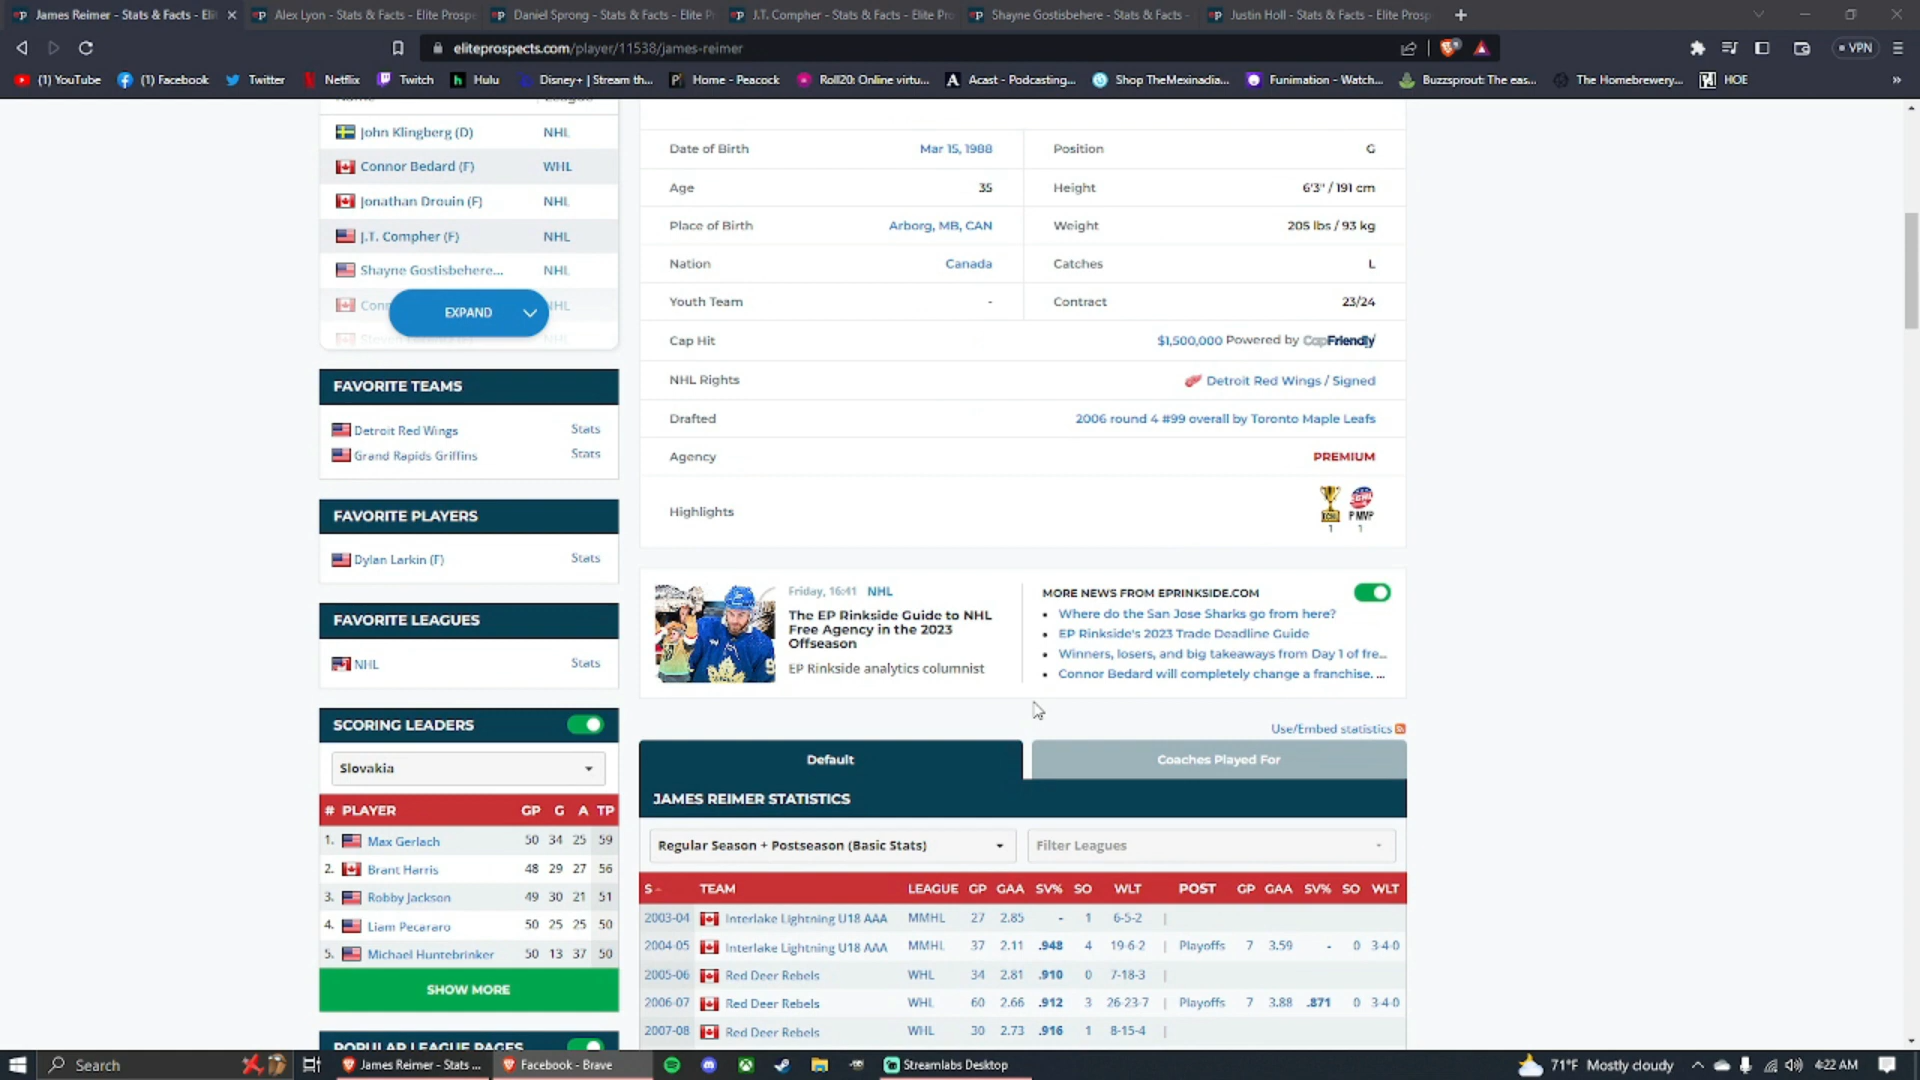 James Reimer - Stats & Facts - Eli
Alex Lyon - Stats & Facts - Elite Prospe
Daniel Sprong - Stats & Facts - Elite P
J.T. Compher - Stats & Facts - Elite Pro
Shayne Gostisbehere - Stats & Facts -
Justin Holl - Stats & Facts - Elite Prosp
eliteprospects.com/player/11538/james-reimer
VPN
(1) YouTube
(1) Facebook
Twitter
Netflix
Twitch
Hulu
Disney+ | Stream th...
Home - Peacock
Roll20: Online virtu...
Acast - Podcasting...
Shop TheMexinadia...
Funimation - Watch...
Buzzsprout: The eas...
The Homebrewery...
HOE
John Klingberg (D) NHL
Connor Bedard (F) WHL
Jonathan Drouin (F) NHL
J.T. Compher (F) NHL
Shayne Gostisbehere... NHL
EXPAND
FAVORITE TEAMS
Detroit Red Wings Stats
Grand Rapids Griffins Stats
FAVORITE PLAYERS
Dylan Larkin (F) Stats
FAVORITE LEAGUES
NHL Stats
SCORING LEADERS
Slovakia
# PLAYER GP G A TP
1. Max Gerlach 50 34 25 59
2. Brant Harris 48 29 27 56
3. Robby Jackson 49 30 21 51
4. Liam Pecararo 50 25 25 50
5. Michael Huntebrinker 50 13 37 50
SHOW MORE
POPULAR LEAGUE PAGES
Date of Birth Mar 15, 1988 Position G
Age 35 Height 6'3" / 191 cm
Place of Birth Arborg, MB, CAN Weight 205 lbs / 93 kg
Nation Canada Catches L
Youth Team - Contract 23/24
Cap Hit $1,500,000 Powered by CapFriendly
NHL Rights Detroit Red Wings / Signed
Drafted 2006 round 4 #99 overall by Toronto Maple Leafs
Agency PREMIUM
Highlights
P MVP
1 1
Friday, 16:41 NHL
The EP Rinkside Guide to NHL
Free Agency in the 2023
Offseason
EP Rinkside analytics columnist
MORE NEWS FROM EPRINKSIDE.COM
Where do the San Jose Sharks go from here?
EP Rinkside's 2023 Trade Deadline Guide
Winners, losers, and big takeaways from Day 1 of fre...
Connor Bedard will completely change a franchise. ...
Use/Embed statistics
Default
Coaches Played For
JAMES REIMER STATISTICS
Regular Season + Postseason (Basic Stats)
Filter Leagues
S TEAM LEAGUE GP GAA SV% SO WLT POST GP GAA SV% SO WLT
2003-04 Interlake Lightning U18 AAA MMHL 27 2.85 - 1 6-5-2 |
2004-05 Interlake Lightning U18 AAA MMHL 37 2.11 .948 4 19-6-2 | Playoffs 7 3.59 - 0 3-4-0
2005-06 Red Deer Rebels WHL 34 2.81 .910 0 7-18-3 |
2006-07 Red Deer Rebels WHL 60 2.66 .912 3 26-23-7 | Playoffs 7 3.88 .871 0 3-4-0
2007-08 Red Deer Rebels WHL 30 2.73 .916 1 8-15-4 |
Search
James Reimer - Stats ...
Facebook - Brave
Streamlabs Desktop
71°F Mostly cloudy
4:22 AM